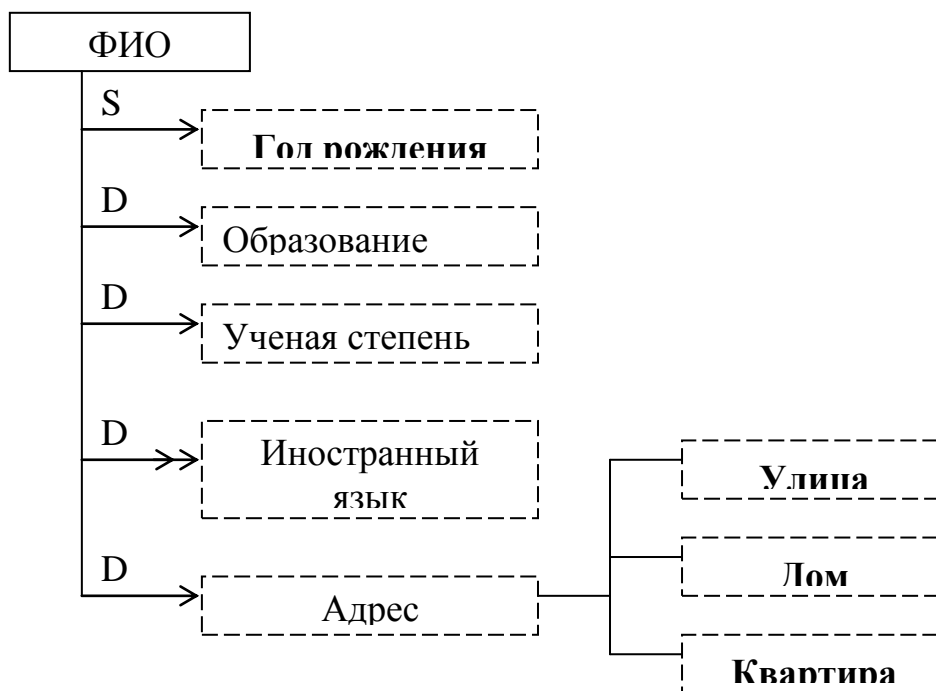 ФИО
S
Год рождения
D
Образование
D
Ученая степень
D
Иностранный
язык
Улица
Дом
D
Адрес
Квартира